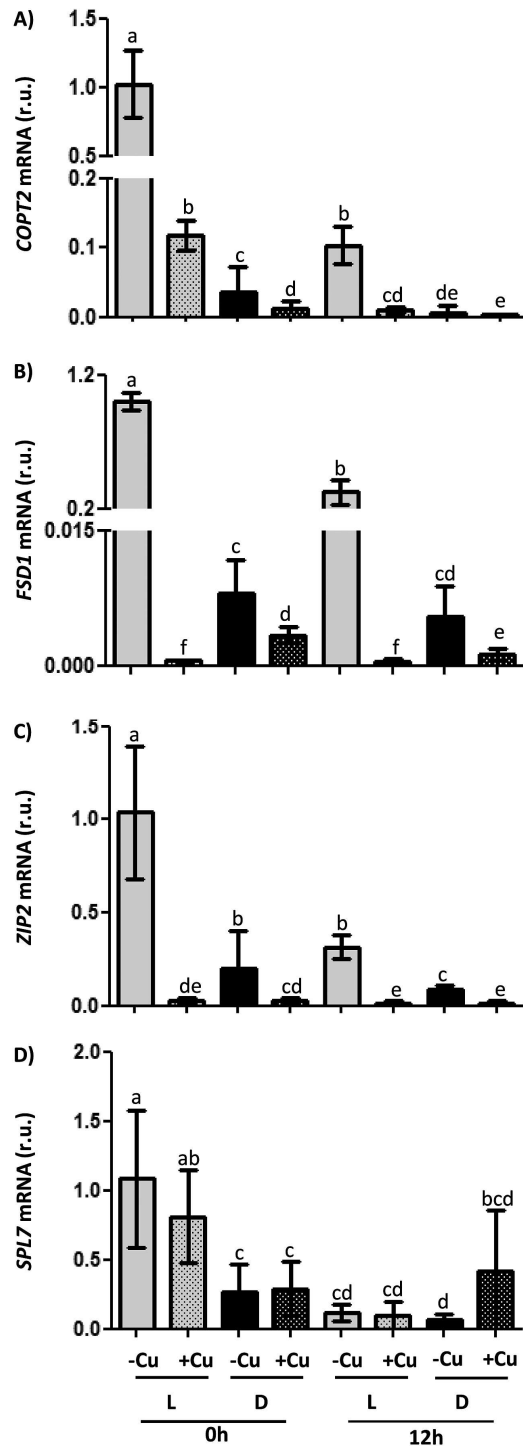 A)
COPT2 mRNA (r.u.)
1.5
1.0
0.5
0.2
0.1
0.0
a
b
c
d
b
cd
de
e
B)
FSD1 mRNA (r.u.)
1.2
0.2
0.015
0.000
a
f
c
d
b
f
cd
e
C)
ZIP2 mRNA (r.u.)
1.5
1.0
0.5
0.0
a
de
b
cd
b
e
c
e
D)
SPL7 mRNA (r.u.)
2.0
1.5
1.0
0.5
0.0
a
ab
c
c
cd
cd
d
bcd
-Cu +Cu -Cu +Cu -Cu +Cu -Cu +Cu
L D L D
0h 12h